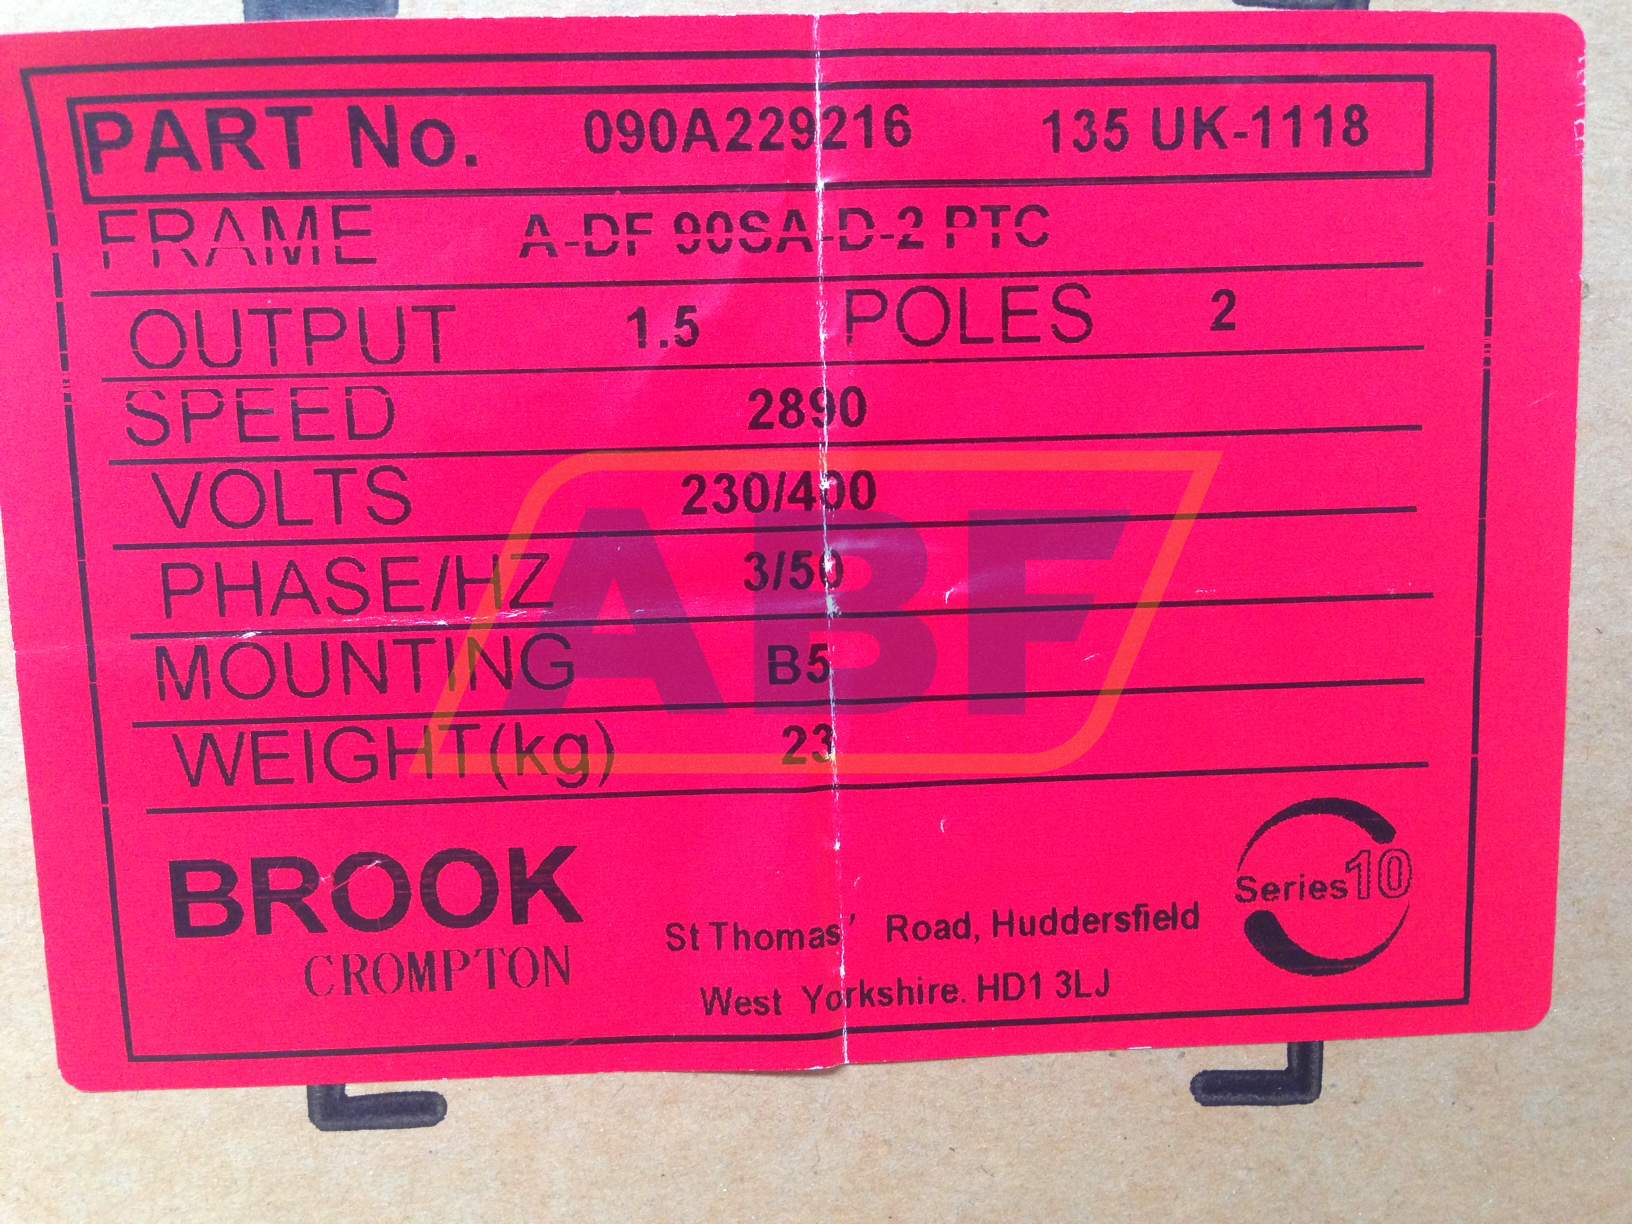 PART No. 090A229216 135 UK-1118
FRAME A-DF 90SA-D-2 PTC
OUTPUT 1.5 POLES 2
SPEED 2890
VOLTS 230/400
PHASE/HZ 3/50
MOUNTING B5
WEIGHT(kg) 23
ABF
BROOK
CROMPTON
St Thomas' Road, Huddersfield
West Yorkshire. HD1 3LJ
Series10